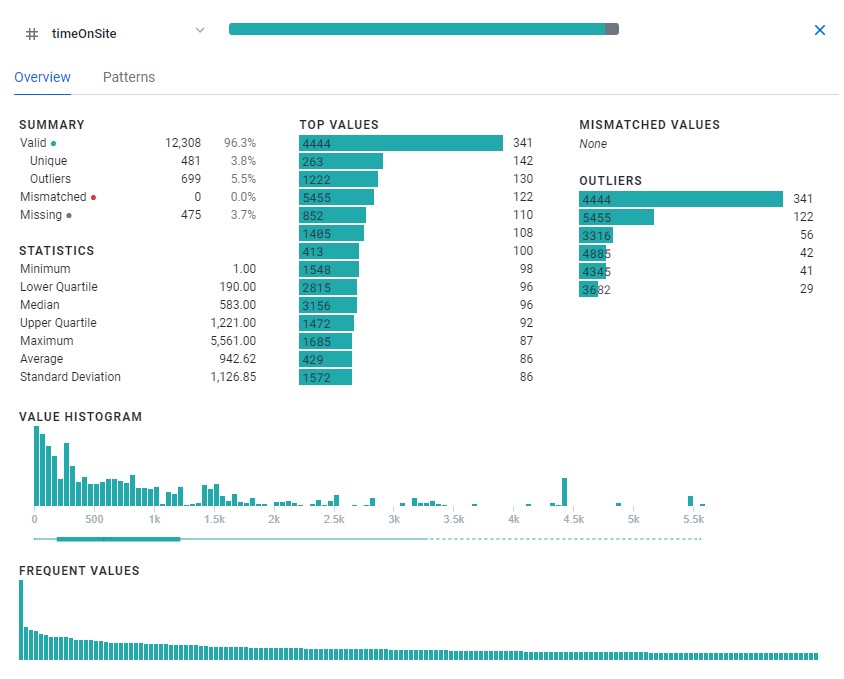 # timeOnSite
Overview Patterns
SUMMARY
Valid 12,308 96.3%
Unique 481 3.8%
Outliers 699 5.5%
Mismatched 0 0.0%
Missing 475 3.7%
STATISTICS
Minimum 1.00
Lower Quartile 190.00
Median 583.00
Upper Quartile 1,221.00
Maximum 5,561.00
Average 942.62
Standard Deviation 1,126.85
TOP VALUES
4444 341
263 142
1222 130
5455 122
852 110
1405 108
413 100
1548 98
2815 96
3156 96
1472 92
1685 87
429 86
1572 86
MISMATCHED VALUES
None
OUTLIERS
4444 341
5455 122
3316 56
4885 42
4345 41
3682 29
VALUE HISTOGRAM
0 500 1k 1.5k 2k 2.5k 3k 3.5k 4k 4.5k 5k 5.5k
FREQUENT VALUES